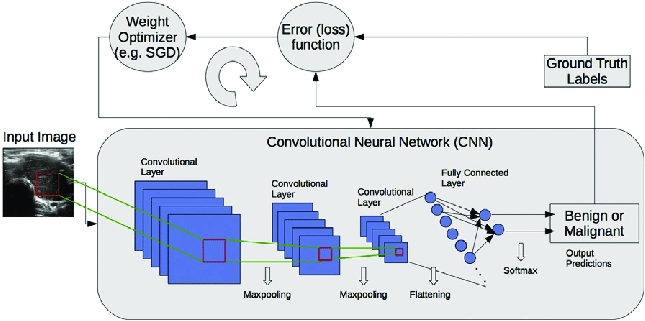 Weight
Optimizer
(e.g. SGD)
Error (loss)
function
Ground Truth
Labels
Input Image
Convolutional Neural Network (CNN)
Convolutional
Layer
Convolutional
Layer
Convolutional
Layer
Fully Connected
Layer
Benign or
Malignant
Output
Predictions
Maxpooling
Maxpooling
Flattening
Softmax